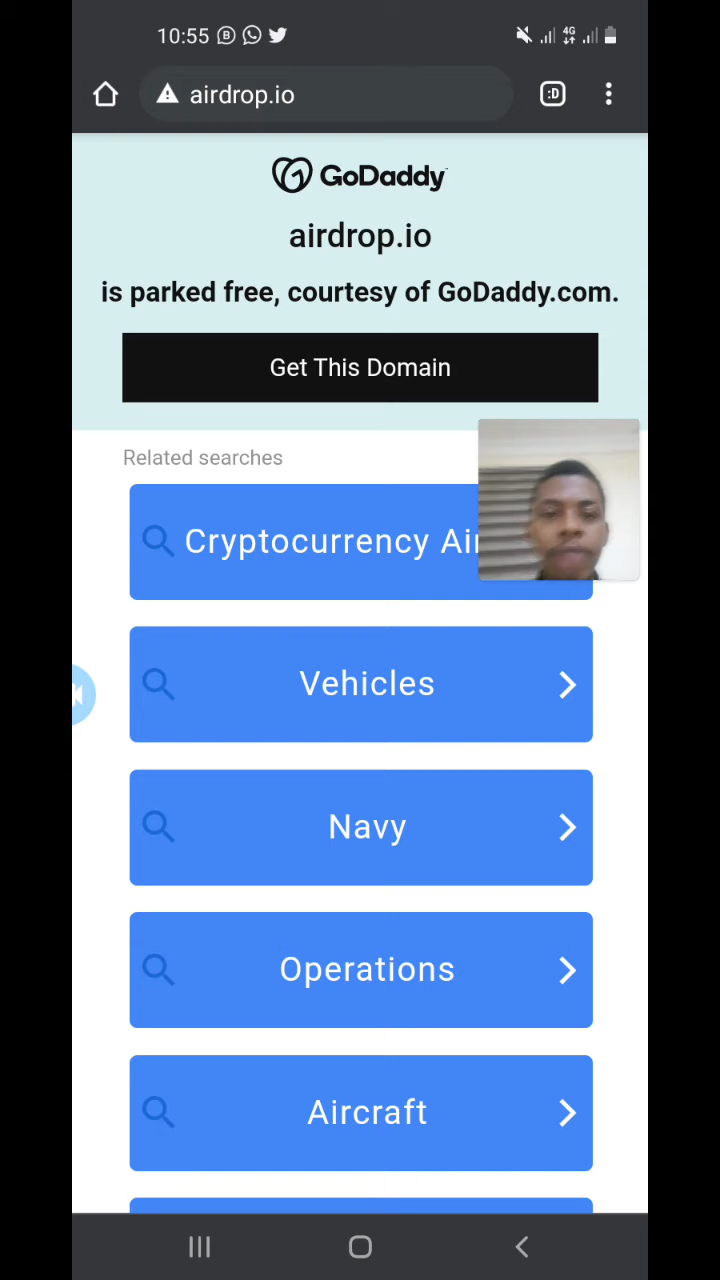 10:55
4G
airdrop.io
:D
GoDaddy
airdrop.io
is parked free, courtesy of GoDaddy.com.
Get This Domain
Related searches
Cryptocurrency
Vehicles
Navy
Operations
Aircraft